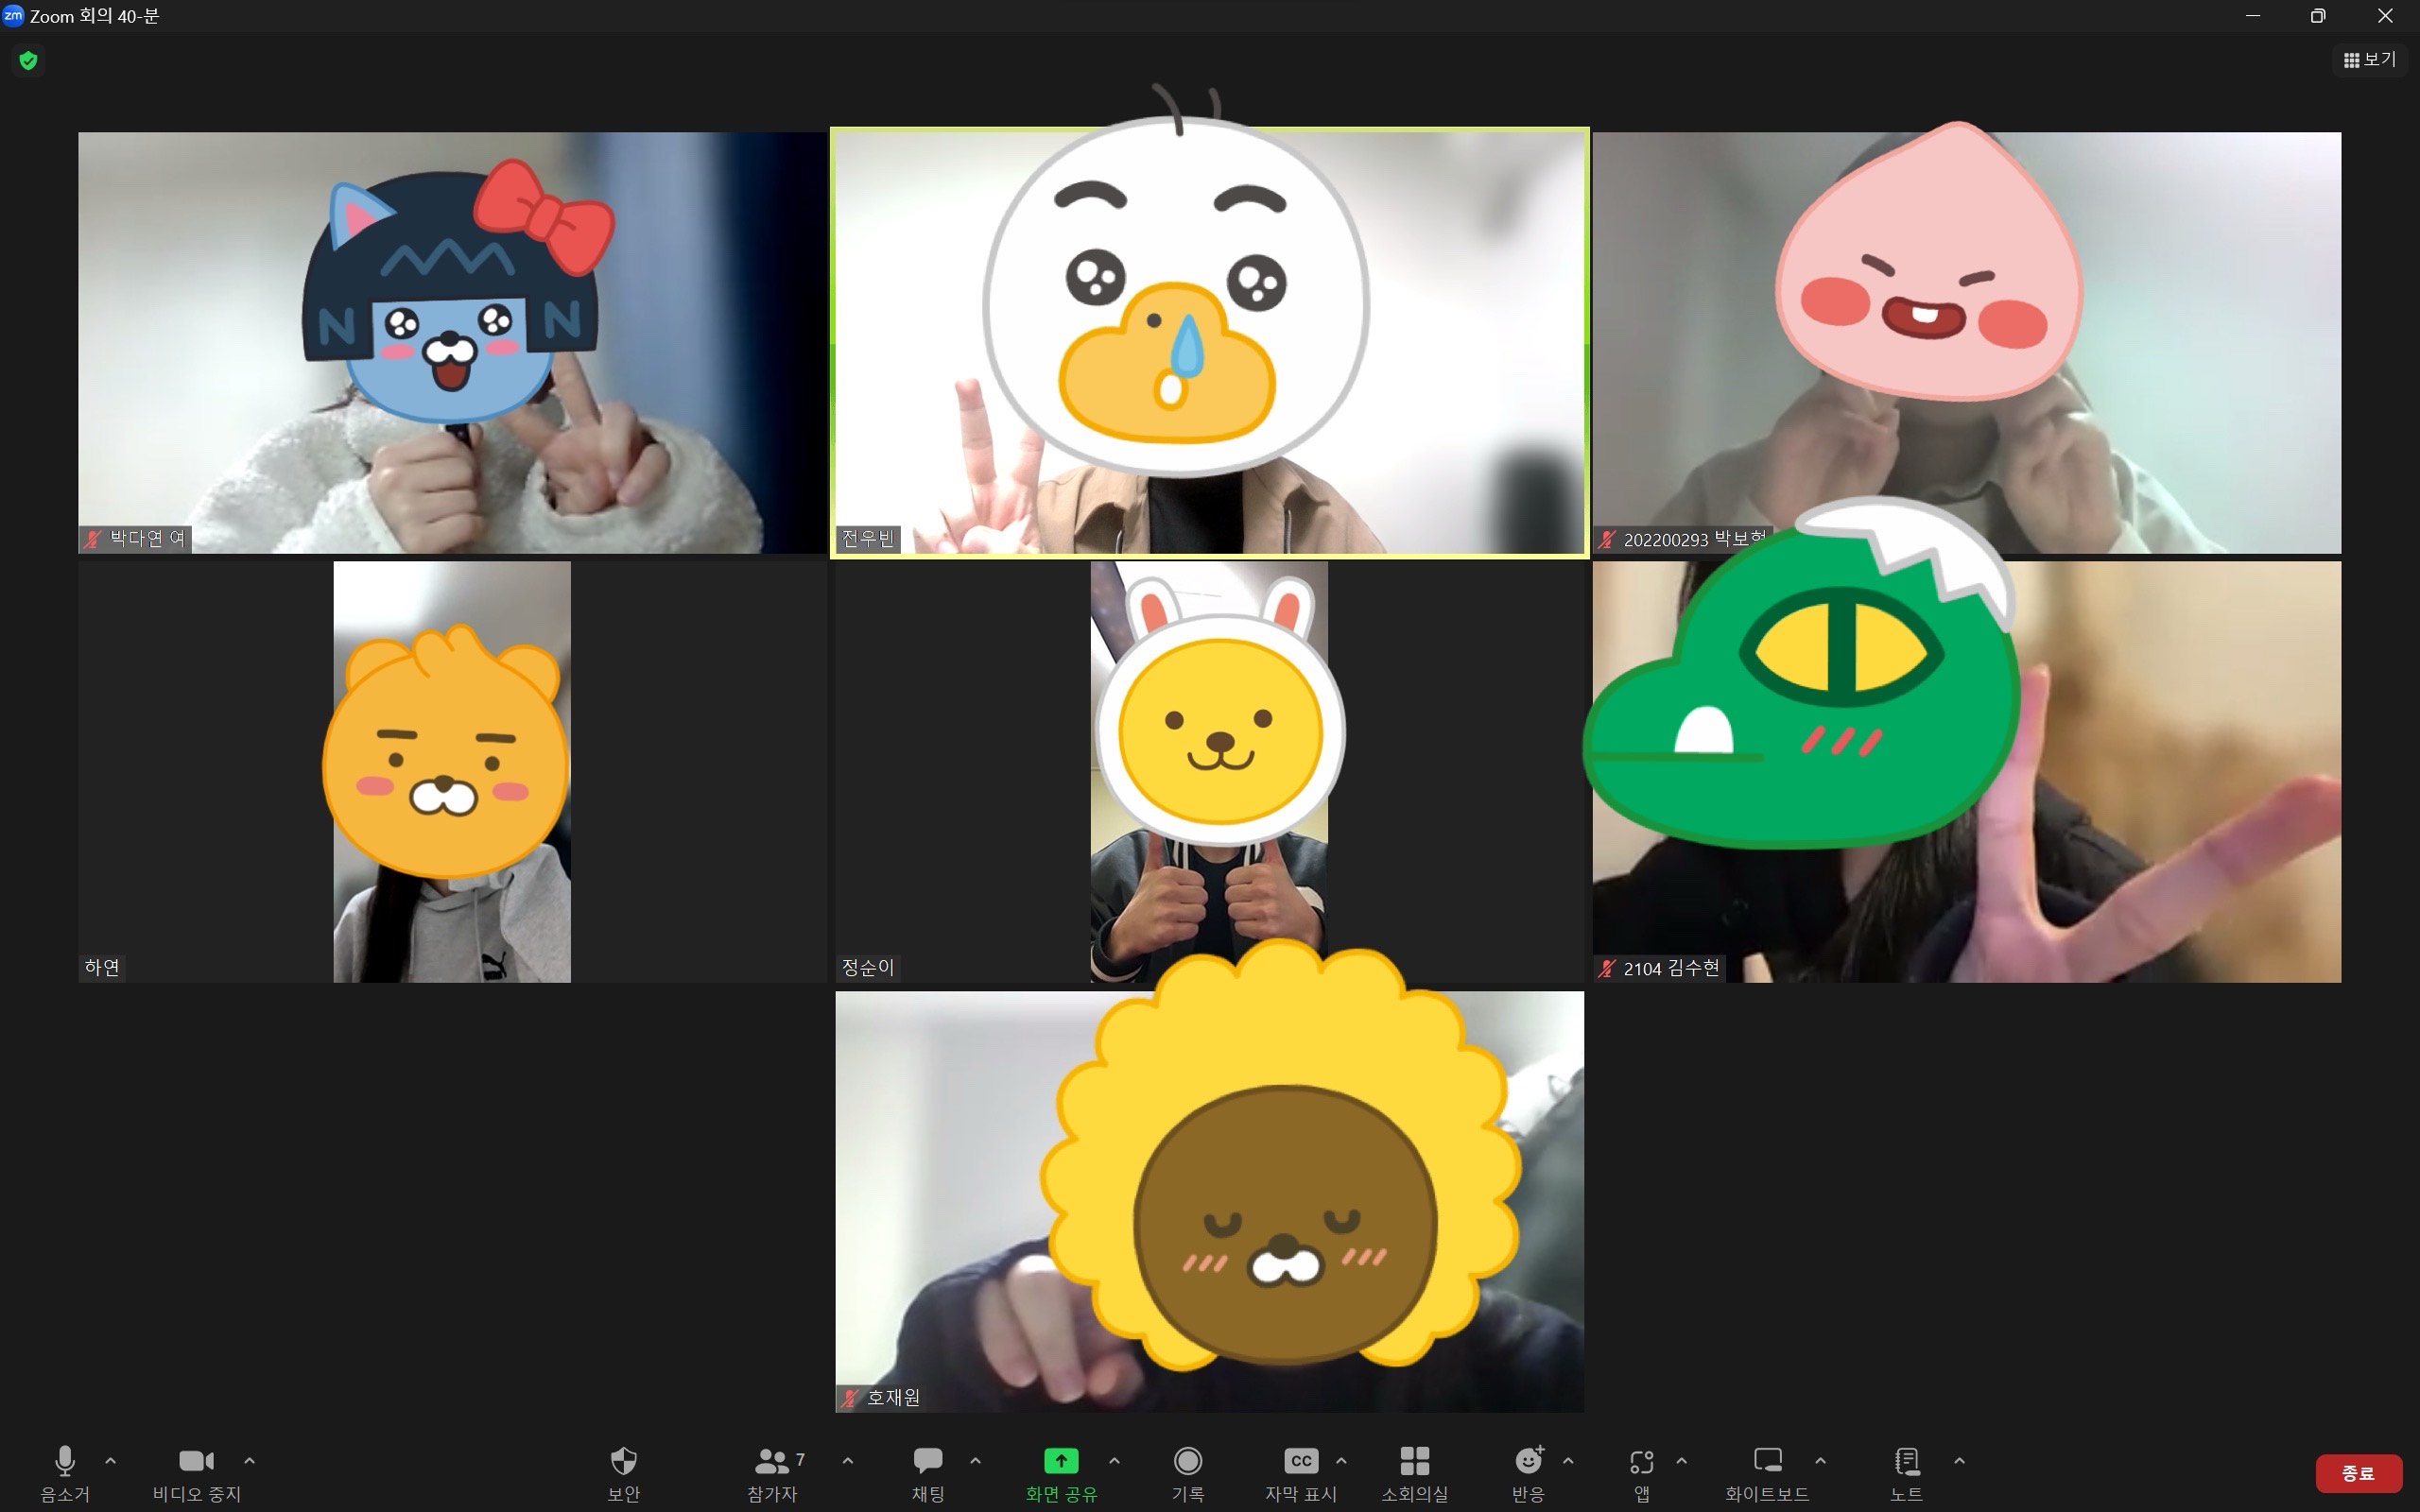 zm Zoom 회의 40-분
보기
N N
박다연 여
전우빈
202200293 박보현
하연
정순이
2104 김수현
호재원
7
CC
음소거
비디오 중지
보안
참가자
채팅
화면 공유
기록
자막 표시
소회의실
반응
앱
화이트보드
노트
종료